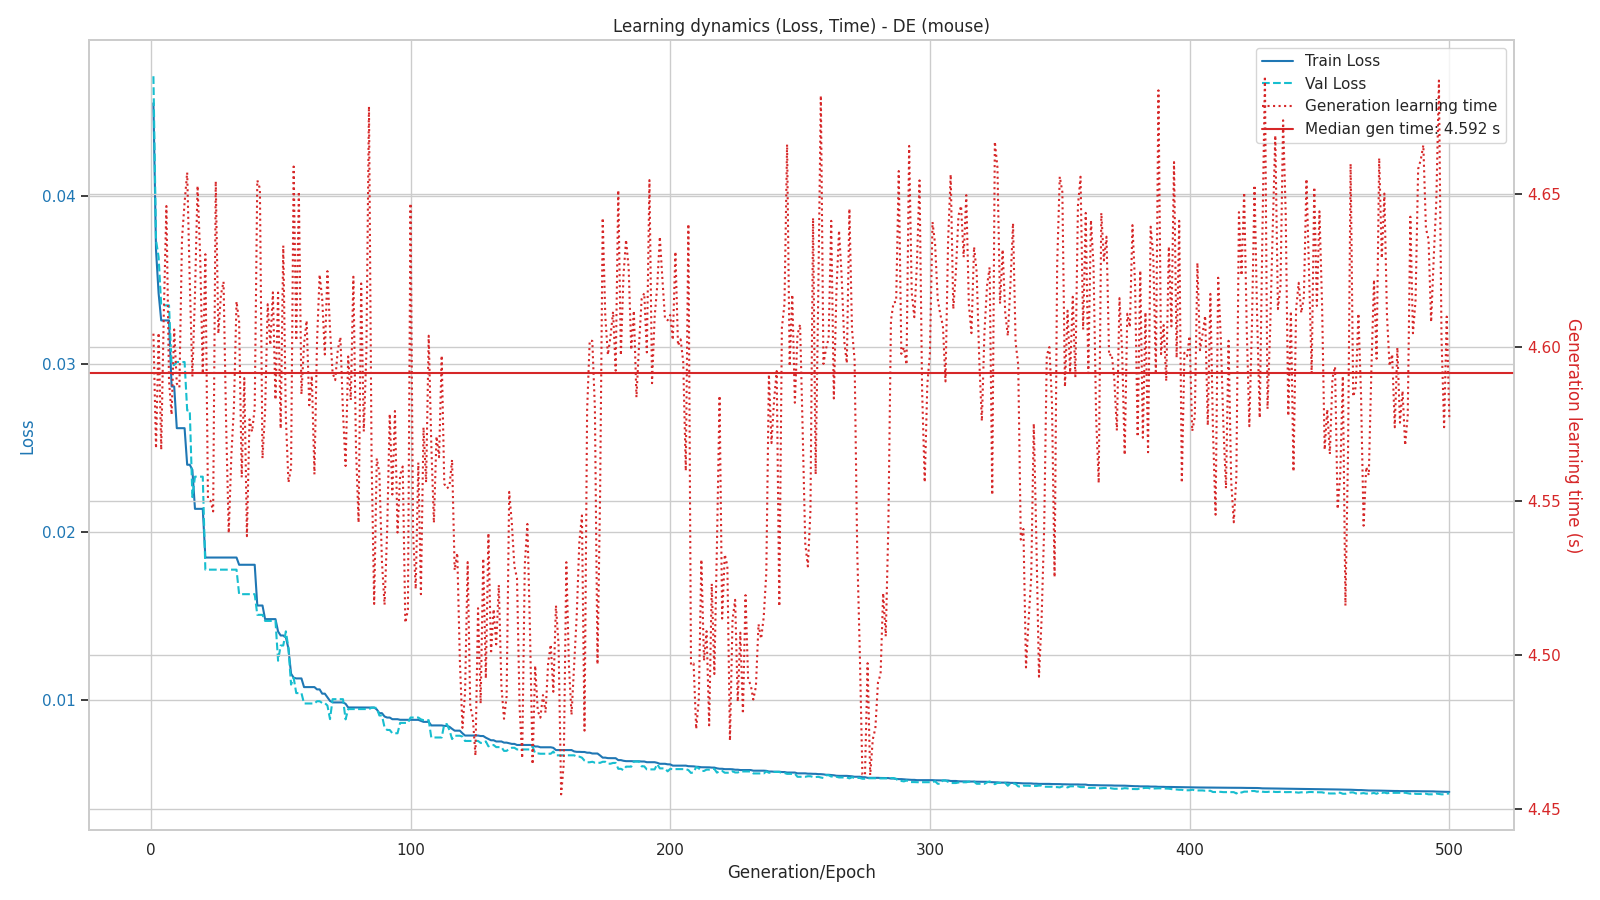 Learning dynamics (Loss, Time) - DE (mouse)
Train Loss
Val Loss
Generation learning time
Median gen time: 4.592 s
0.04
0.03
0.02
0.01
Loss
4.65
4.60
4.55
4.50
4.45
Generation learning time (s)
0
100
200
300
400
500
Generation/Epoch